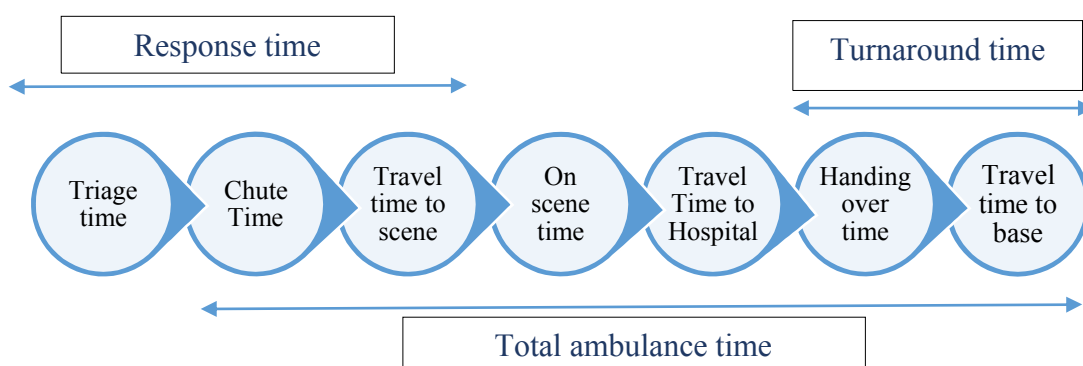 Response time
Turnaround time
Triage
time
Chute
Time
Travel
time to
scene
On
scene
time
Travel
Time to
Hospital
Handing
over
time
Travel
time to
base
Total ambulance time